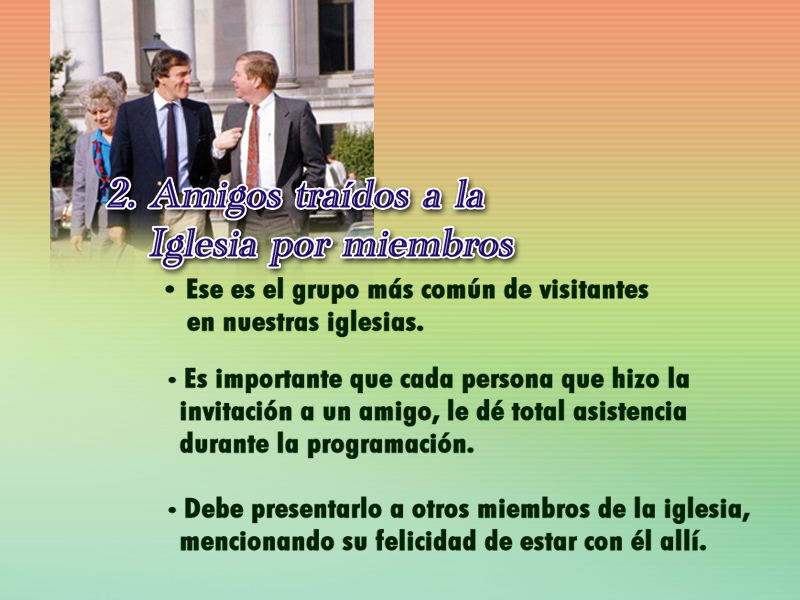 2. Amigos traídos a la
Iglesia por miembros
• Ese es el grupo más común de visitantes
en nuestras iglesias.
• Es importante que cada persona que hizo la
invitación a un amigo, le dé total asistencia
durante la programación.
• Debe presentarlo a otros miembros de la iglesia,
mencionando su felicidad de estar con él allí.